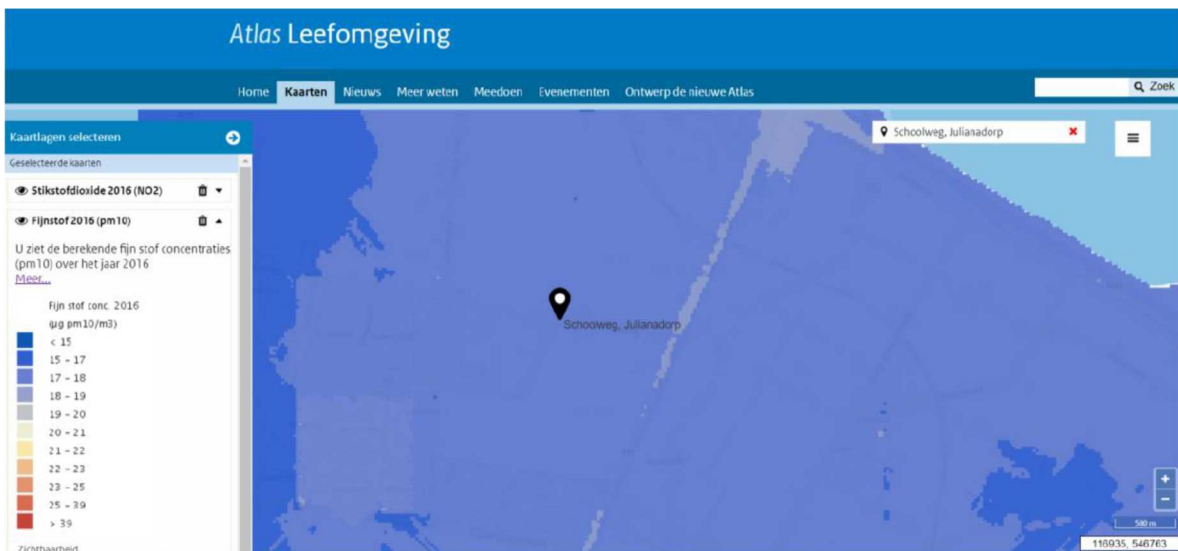 Atlas Leefomgeving
Home Kaarten Nieuws Meer weten Meedoen Evenementen Ontwerp de nieuwe Atlas
Zoek
Kaartlagen selecteren
Schoolweg, Julianadorp
Geselecteerde kaarten
Stikstofdioxide 2016 (NO2)
Fijnstof 2016 (pm10)
U ziet de berekende fijn stof concentraties
(pm10) over het jaar 2016
Meer...
Fijn stof conc. 2016
(µg pm10/m3)
< 15
15 - 17
17 - 18
18 - 19
19 - 20
20 - 21
21 - 22
22 - 23
23 - 25
25 - 39
> 39
Zichtbaarheid
Schoolweg, Julianadorp
+
-
500 m
116935, 546763